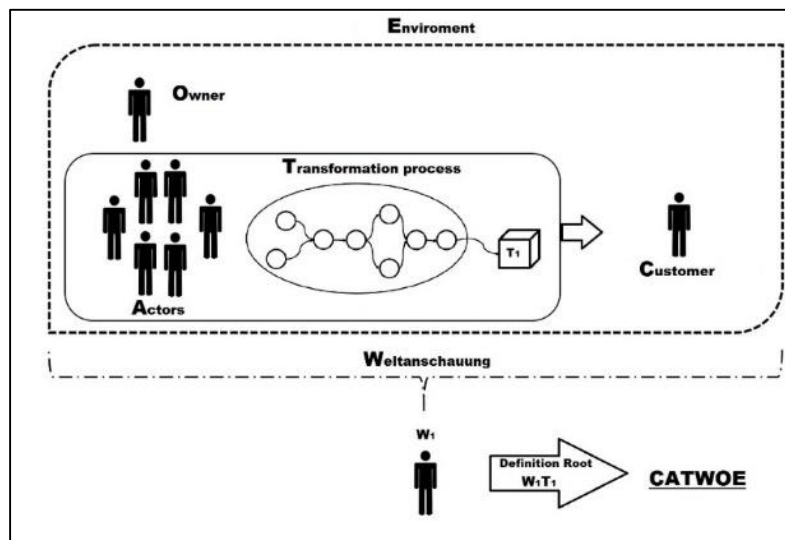 Enviroment
Owner
Transformation process
T1
Customer
Actors
Weltanschauung
W1
Definition Root
W1T1
CATWOE